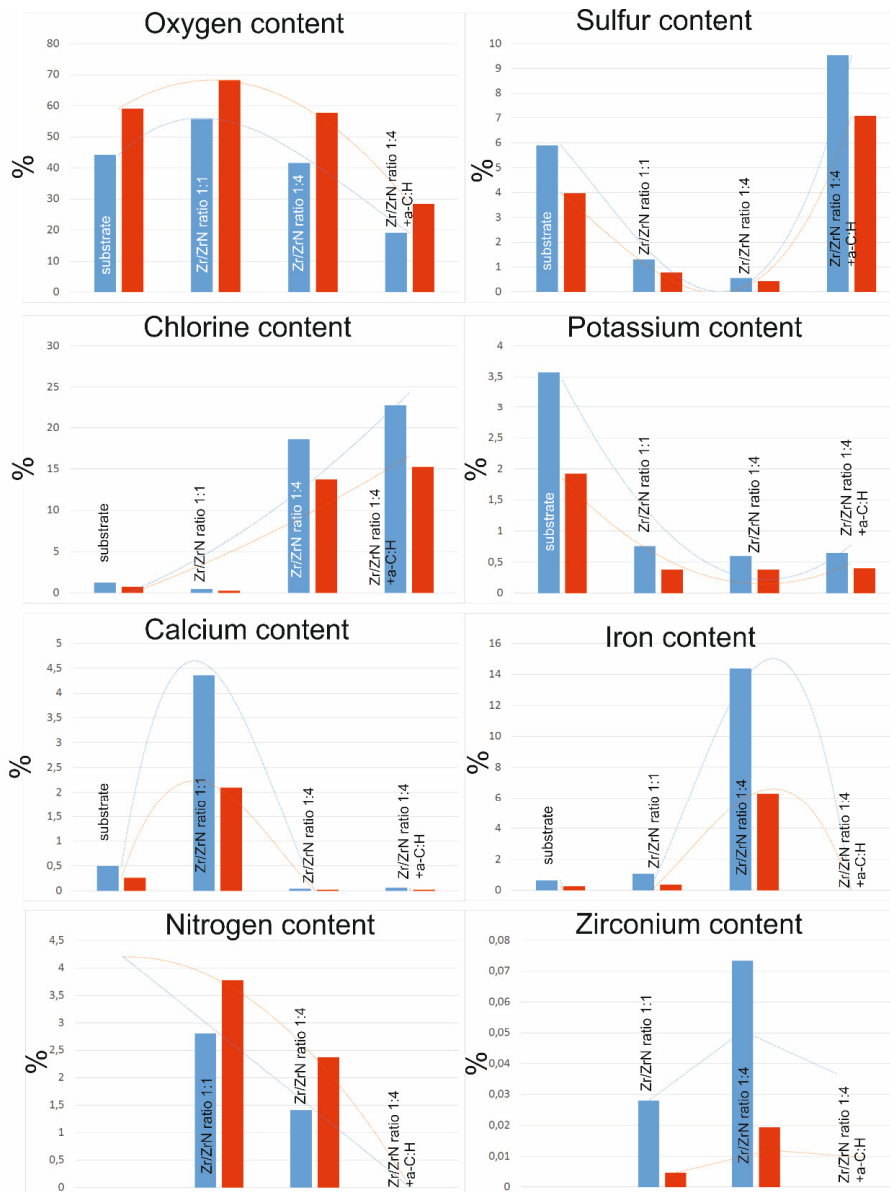 Oxygen content
%
80
70
60
50
40
30
20
10
0
substrate
Zr/ZrN ratio 1:1
Zr/ZrN ratio 1:4
Zr/ZrN ratio 1:4
+a-C:H
Sulfur content
%
10
9
8
7
6
5
4
3
2
1
0
substrate
Zr/ZrN ratio 1:1
Zr/ZrN ratio 1:4
Zr/ZrN ratio 1:4
+a-C:H
Chlorine content
%
30
25
20
15
10
5
0
substrate
Zr/ZrN ratio 1:1
Zr/ZrN ratio 1:4
Zr/ZrN ratio 1:4
+a-C:H
Potassium content
%
4
3,5
3
2,5
2
1,5
1
0,5
0
substrate
Zr/ZrN ratio 1:1
Zr/ZrN ratio 1:4
Zr/ZrN ratio 1:4
+a-C:H
Calcium content
%
5
4,5
4
3,5
3
2,5
2
1,5
1
0,5
0
substrate
Zr/ZrN ratio 1:1
Zr/ZrN ratio 1:4
Zr/ZrN ratio 1:4
+a-C:H
Iron content
%
16
14
12
10
8
6
4
2
0
substrate
Zr/ZrN ratio 1:1
Zr/ZrN ratio 1:4
Zr/ZrN ratio 1:4
+a-C:H
Nitrogen content
%
4,5
4
3,5
3
2,5
2
1,5
1
0,5
0
Zr/ZrN ratio 1:1
Zr/ZrN ratio 1:4
Zr/ZrN ratio 1:4
+a-C:H
Zirconium content
%
0,08
0,07
0,06
0,05
0,04
0,03
0,02
0,01
0
Zr/ZrN ratio 1:1
Zr/ZrN ratio 1:4
Zr/ZrN ratio 1:4
+a-C:H